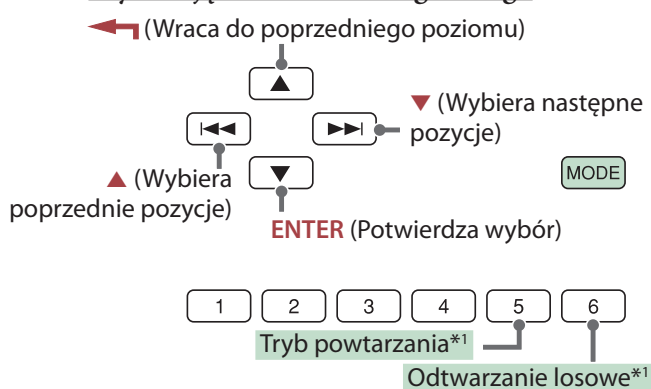 (Wraca do poprzedniego poziomu)
▼ (Wybiera następne
pozycje)
▲ (Wybiera
poprzednie pozycje)
MODE
ENTER (Potwierdza wybór)
1 2 3 4 5 6
Tryb powtarzania*1
Odtwarzanie losowe*1